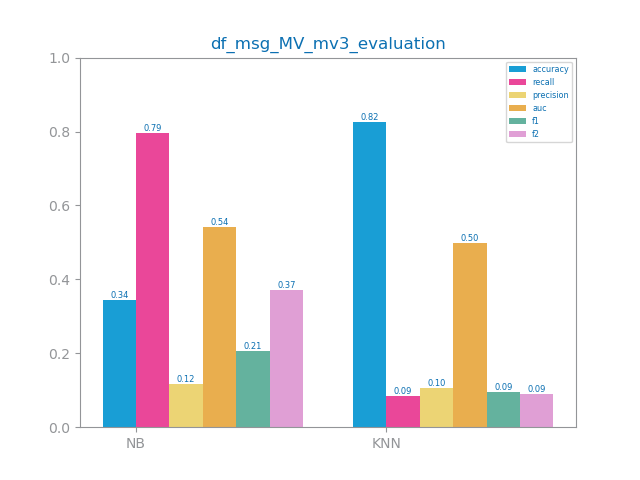 df_msg_MV_mv3_evaluation
1.0
0.8
0.6
0.4
0.2
0.0
accuracy
recall
precision
auc
f1
f2
0.34
0.79
0.12
0.54
0.21
0.37
0.82
0.09
0.10
0.50
0.09
0.09
NB
KNN